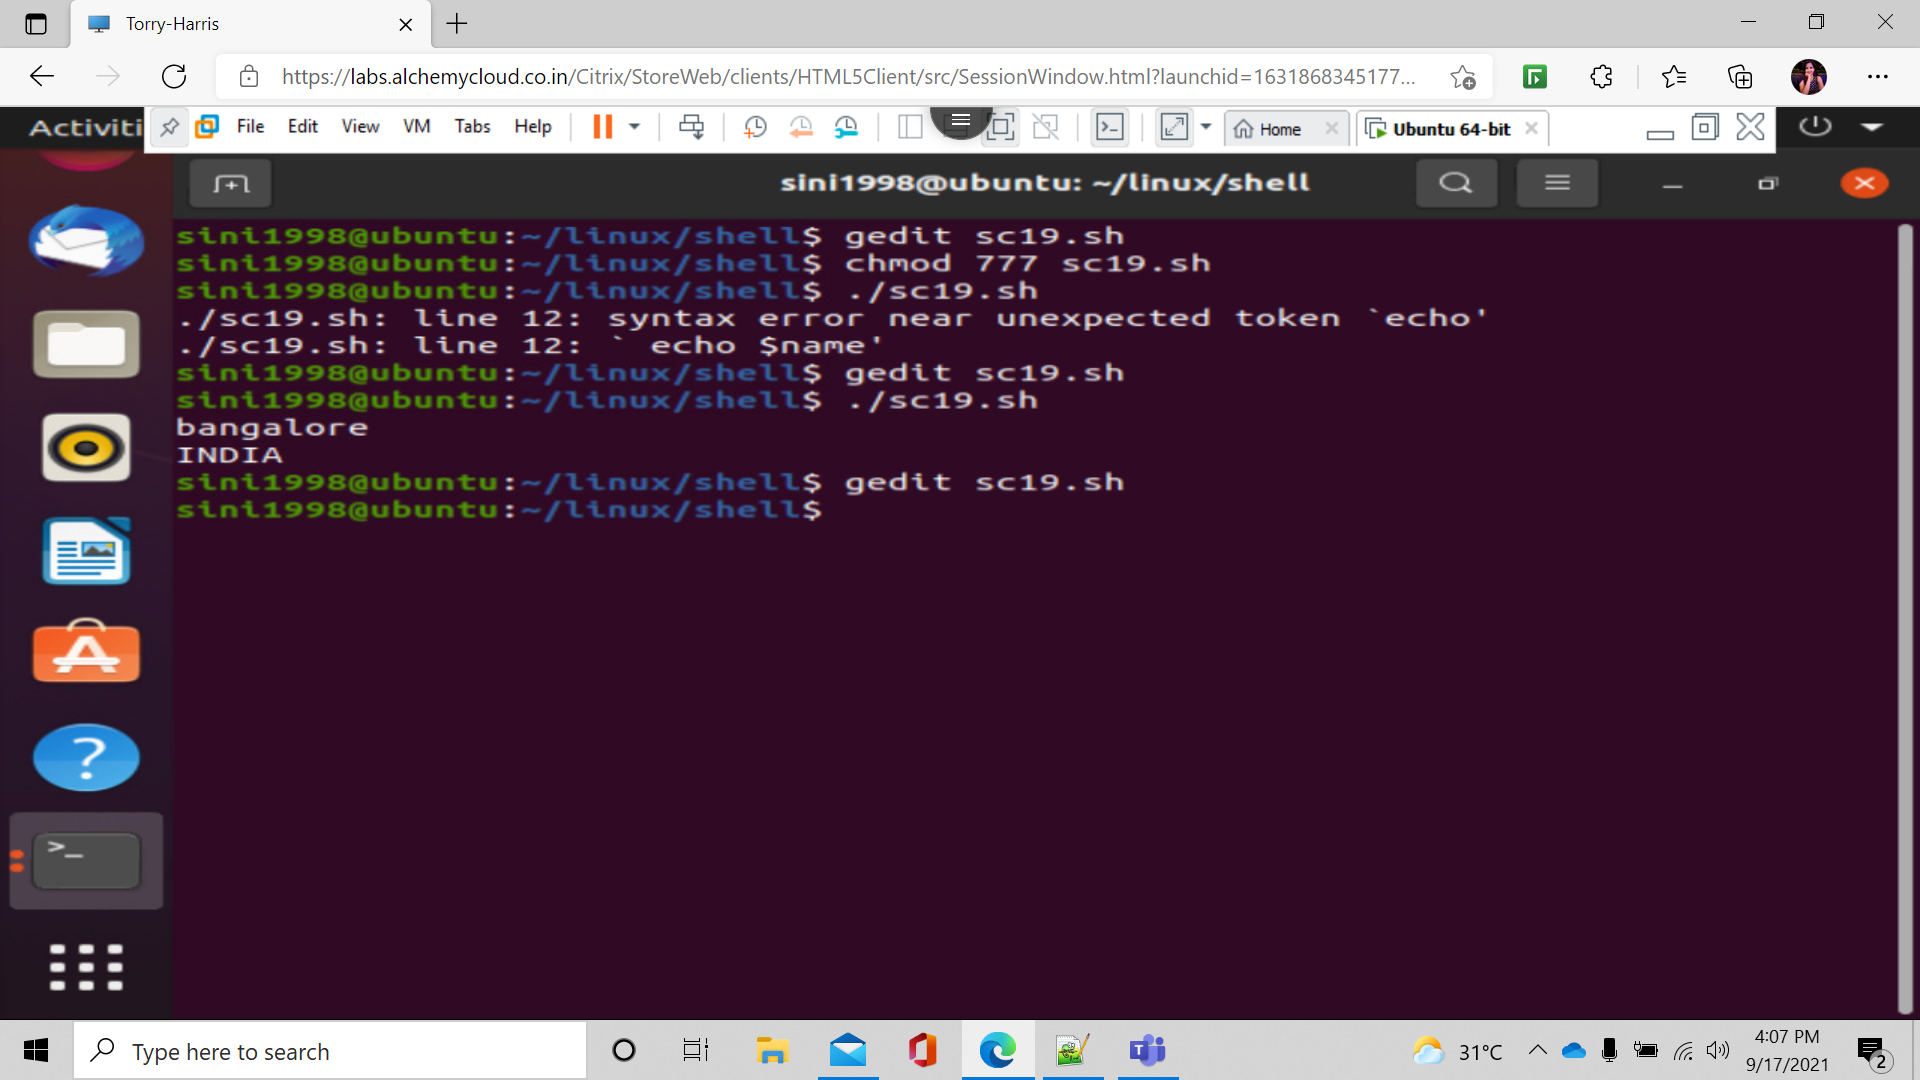 Torry-Harris
https://labs.alchemycloud.co.in/Citrix/StoreWeb/clients/HTML5Client/src/SessionWindow.html?launchid=1631868345177...
Activiti File Edit View VM Tabs Help Home Ubuntu 64-bit
sini1998@ubuntu: ~/linux/shell
sini1998@ubuntu:~/linux/shell$ gedit sc19.sh
sini1998@ubuntu:~/linux/shell$ chmod 777 sc19.sh
sini1998@ubuntu:~/linux/shell$ ./sc19.sh
./sc19.sh: line 12: syntax error near unexpected token `echo'
./sc19.sh: line 12: ` echo $name'
sini1998@ubuntu:~/linux/shell$ gedit sc19.sh
sini1998@ubuntu:~/linux/shell$ ./sc19.sh
bangalore
INDIA
sini1998@ubuntu:~/linux/shell$ gedit sc19.sh
sini1998@ubuntu:~/linux/shell$
Type here to search
31°C
4:07 PM
9/17/2021
2